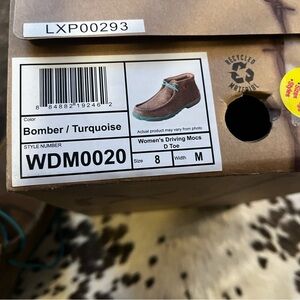 LXP00293
8 84882 19246 2
RECYCLED
MATERIAL
Color
Bomber / Turquoise
Actual product may vary from photo
STYLE NUMBER
WDM0020
Women's Driving Mocs
D Toe
Size 8 Width M